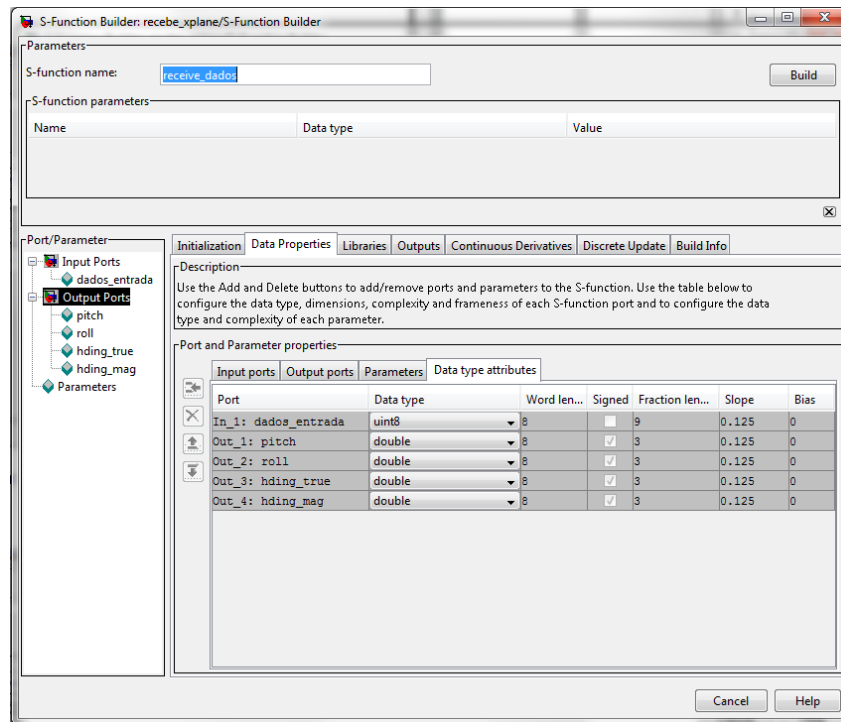 S-Function Builder: recebe_xplane/S-Function Builder
Parameters
S-function name: receive_dados Build
S-function parameters
Name Data type Value
Port/Parameter
Input Ports
dados_entrada
Output Ports
pitch
roll
hding_true
hding_mag
Parameters
Initialization Data Properties Libraries Outputs Continuous Derivatives Discrete Update Build Info
Description
Use the Add and Delete buttons to add/remove ports and parameters to the S-function. Use the table below to
configure the data type, dimensions, complexity and frameness of each S-function port and to configure the data
type and complexity of each parameter.
Port and Parameter properties
Input ports Output ports Parameters Data type attributes
Port Data type Word len... Signed Fraction len... Slope Bias
In_1: dados_entrada uint8 8 9 0.125 0
Out_1: pitch double 8 3 0.125 0
Out_2: roll double 8 3 0.125 0
Out_3: hding_true double 8 3 0.125 0
Out_4: hding_mag double 8 3 0.125 0
Cancel Help